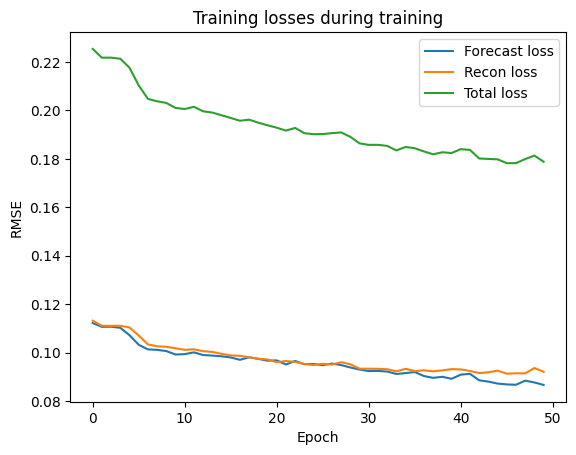 Training losses during training
Forecast loss
Recon loss
Total loss
RMSE
0.22
0.20
0.18
0.16
0.14
0.12
0.10
0.08
0
10
20
30
40
50
Epoch